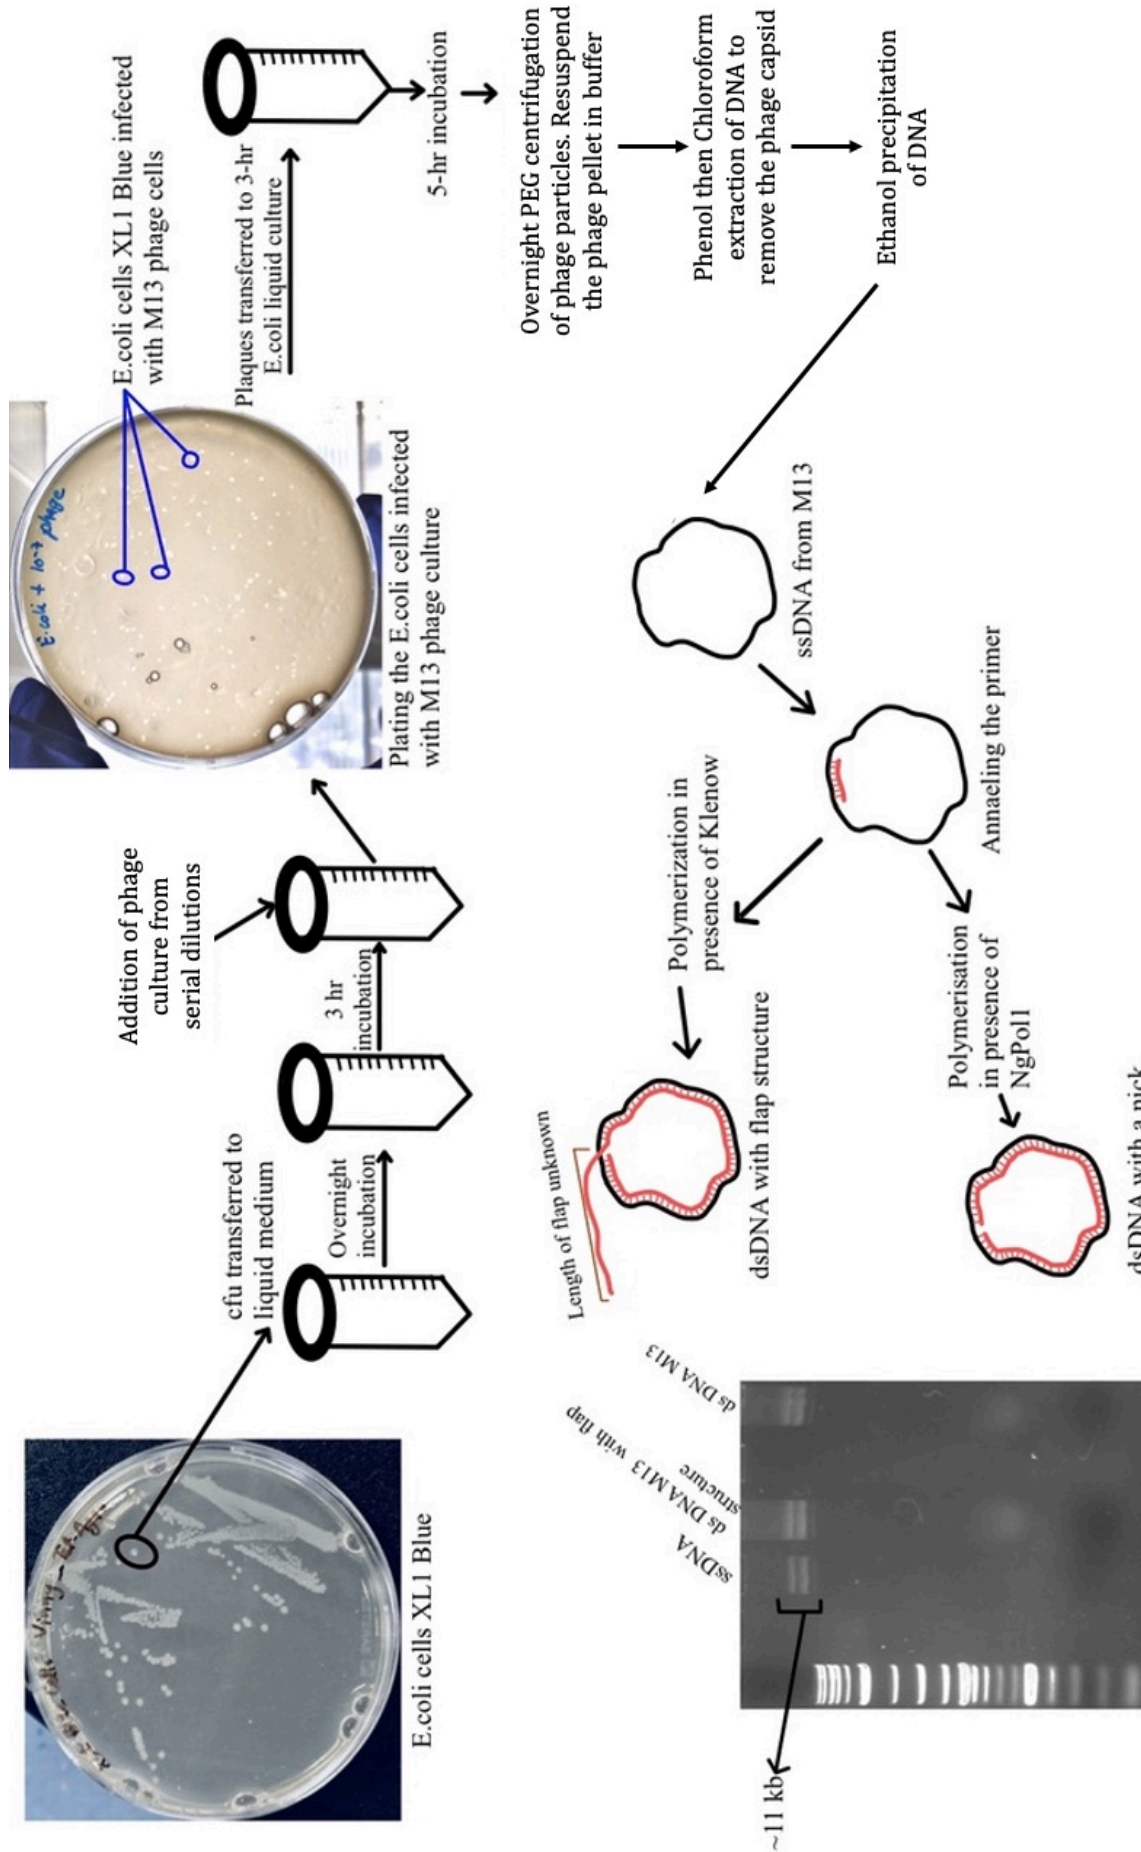 E.coli cells XL1 Blue
cfu transferred to
liquid medium
Overnight
incubation
3 hr
incubation
Addition of phage
culture from
serial dilutions
E.coli + 10-7 phage
Plating the E.coli cells infected
with M13 phage culture
E.coli cells XL1 Blue infected
with M13 phage cells
Plaques transferred to 3-hr
E.coli liquid culture
5-hr incubation
Overnight PEG centrifugation
of phage particles. Resuspend
the phage pellet in buffer
Phenol then Chloroform
extraction of DNA to
remove the phage capsid
Ethanol precipitation
of DNA
ssDNA from M13
Annaeling the primer
Polymerization in
presence of Klenow
Polymerisation
in presence of
NgPol1
Length of flap unknown
dsDNA with flap structure
dsDNA with a nick
~11 kb
ssDNA
ds DNA M13 with flap
structure
ds DNA M13